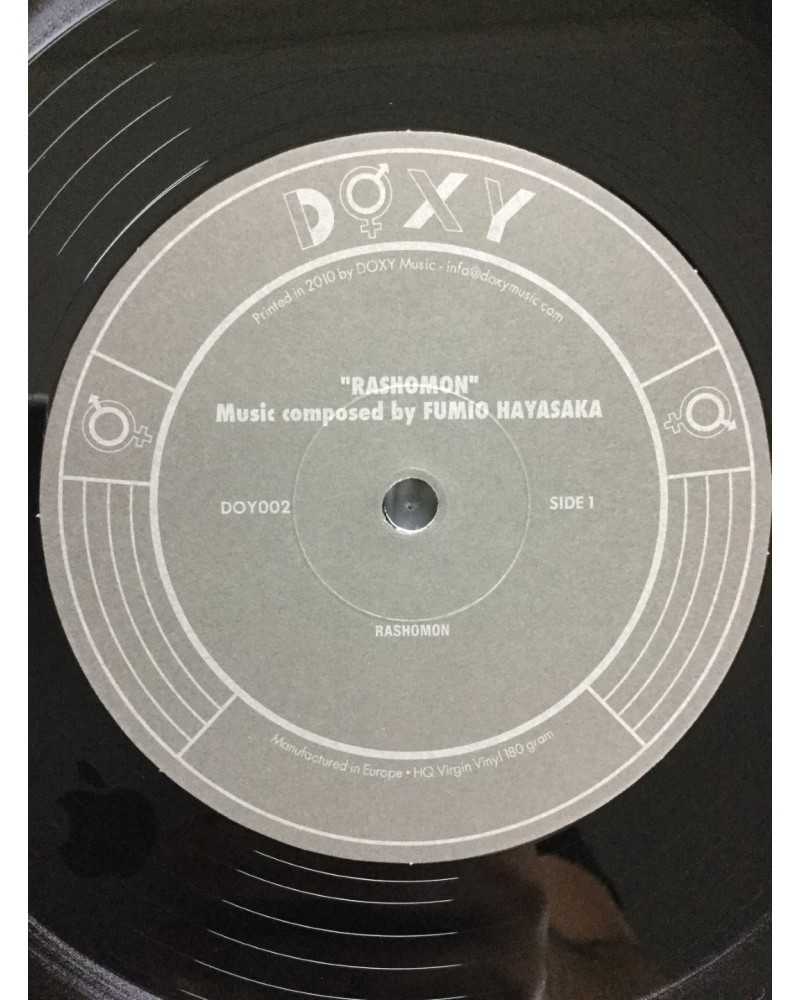 DOXY
Printed in 2010 by DOXY Music - info@doxymusic.com
"RASHOMON"
Music composed by FUMIO HAYASAKA
DOY002
SIDE 1
RASHOMON
Manufactured in Europe • HQ Virgin Vinyl 180 gram